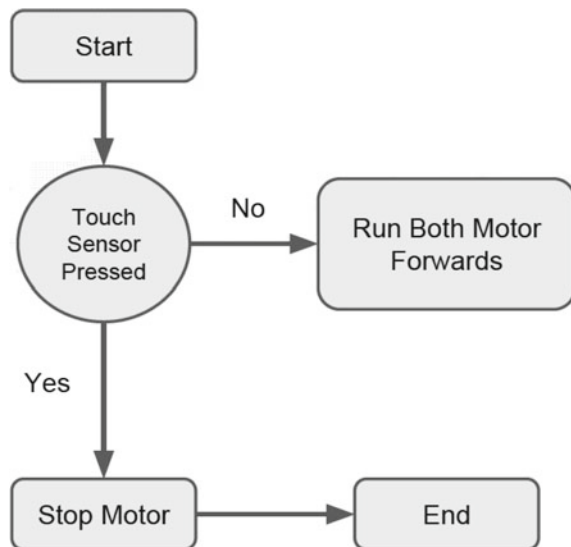 Start
Touch
Sensor
Pressed
No
Run Both Motor
Forwards
Yes
Stop Motor
End